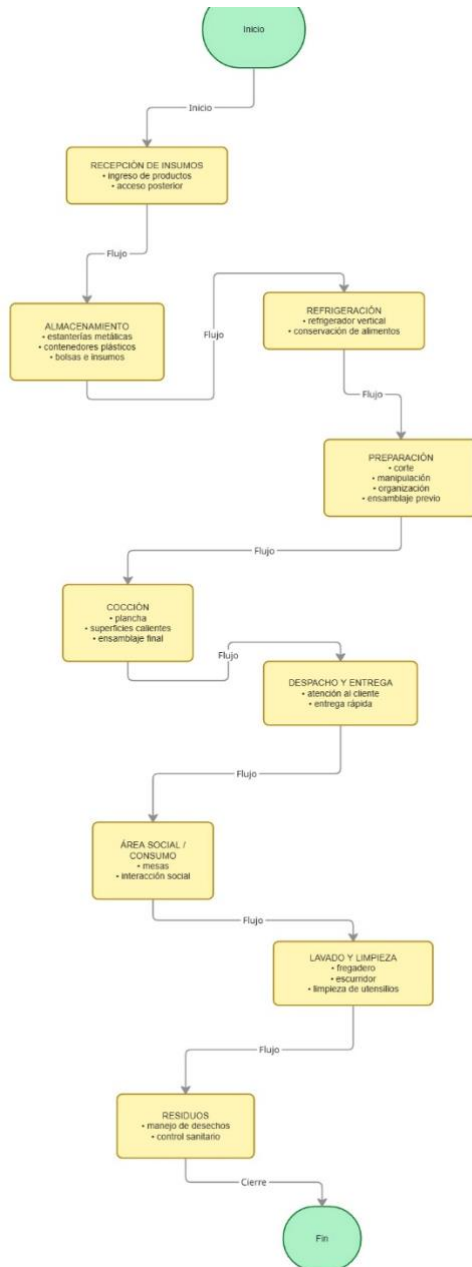 Inicio
Inicio
RECEPCIÓN DE INSUMOS
• ingreso de productos
• acceso posterior
Flujo
ALMACENAMIENTO
• estanterías metálicas
• contenedores plásticos
• bolsas e insumos
Flujo
REFRIGERACIÓN
• refrigerador vertical
• conservación de alimentos
Flujo
PREPARACIÓN
• corte
• manipulación
• organización
• ensamblaje previo
Flujo
COCCIÓN
• plancha
• superficies calientes
• ensamblaje final
Flujo
DESPACHO Y ENTREGA
• atención al cliente
• entrega rápida
Flujo
ÁREA SOCIAL /
CONSUMO
• mesas
• interacción social
Flujo
LAVADO Y LIMPIEZA
• fregadero
• escurridor
• limpieza de utensilios
Flujo
RESIDUOS
• manejo de desechos
• control sanitario
Cierre
Fin